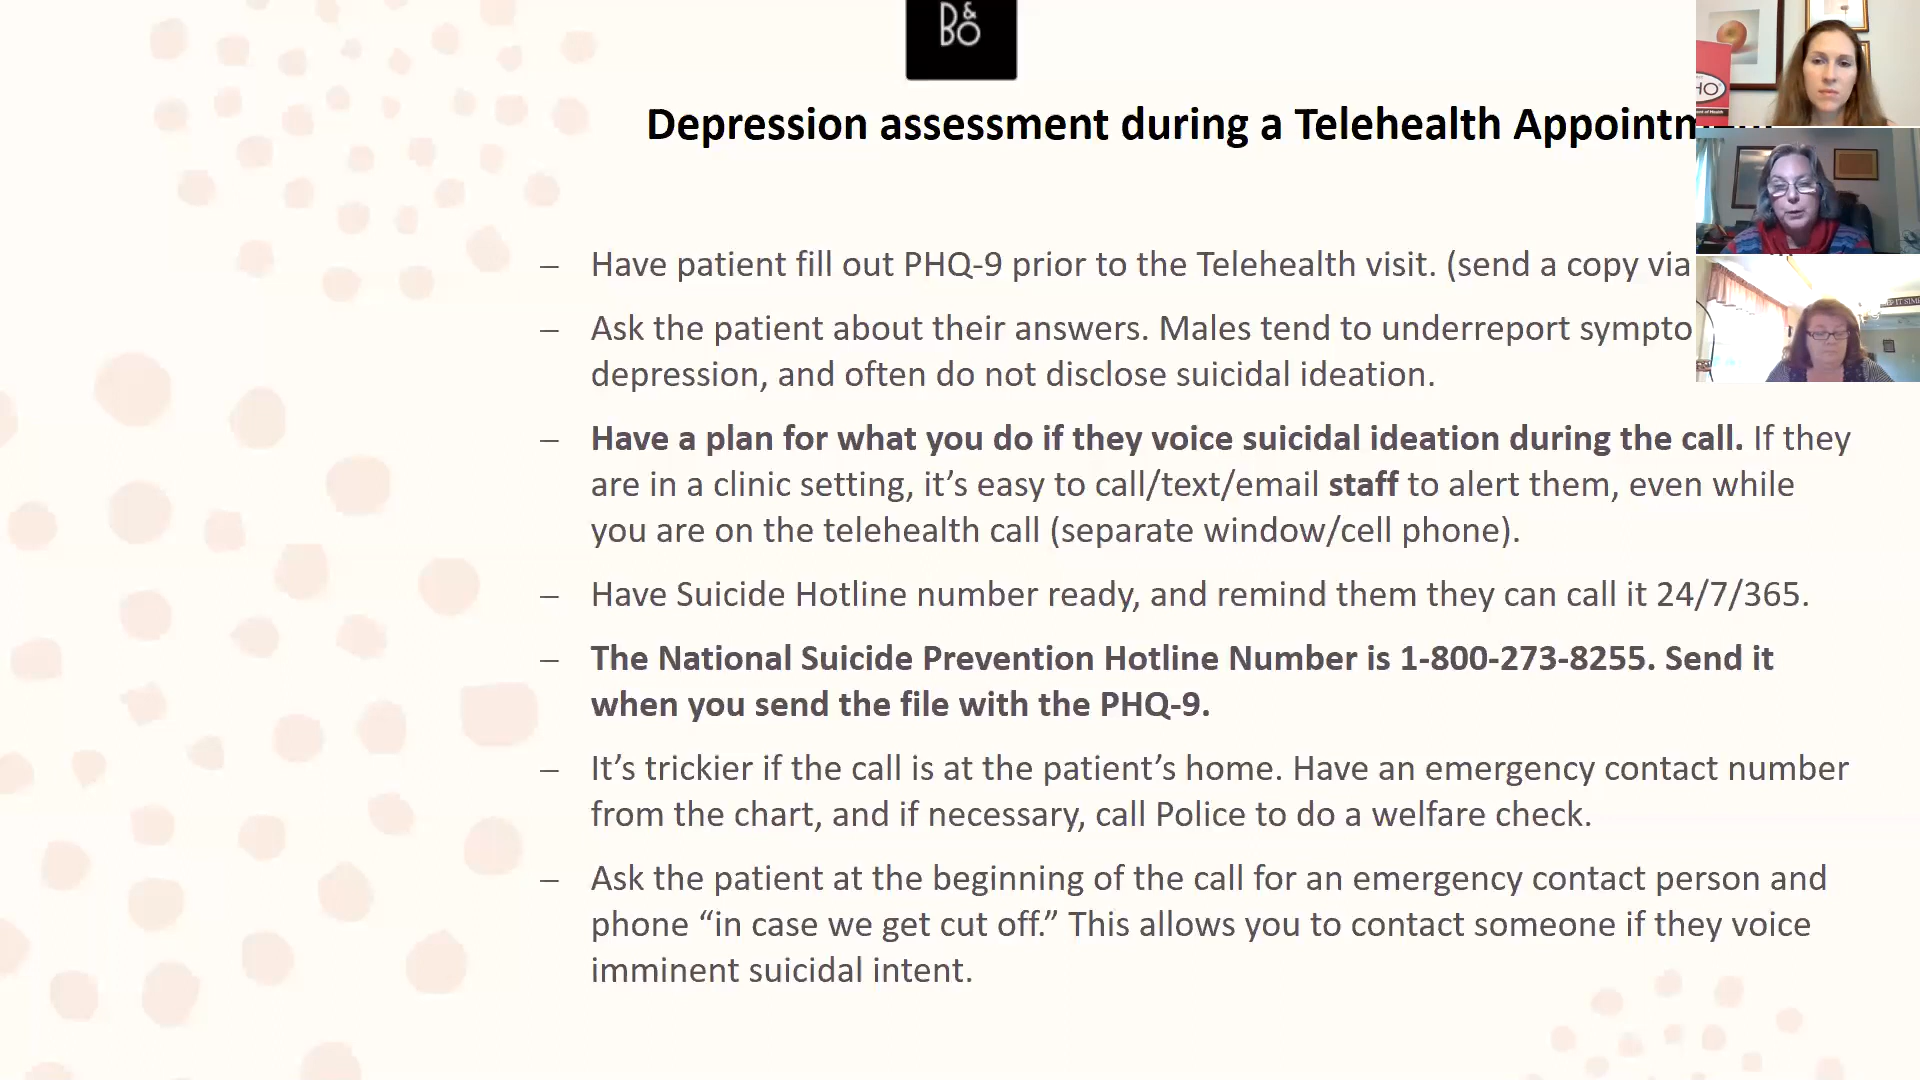 B&O
Depression assessment during a Telehealth
– Have patient fill out PHQ-9 prior to the Telehealth visit. (send a copy via
– Ask the patient about their answers. Males tend to underreport
depression, and often do not disclose suicidal ideation.
– Have a plan for what you do if they voice suicidal ideation during the call. If they
are in a clinic setting, it’s easy to call/text/email staff to alert them, even while
you are on the telehealth call (separate window/cell phone).
– Have Suicide Hotline number ready, and remind them they can call it 24/7/365.
– The National Suicide Prevention Hotline Number is 1-800-273-8255. Send it
when you send the file with the PHQ-9.
– It’s trickier if the call is at the patient’s home. Have an emergency contact number
from the chart, and if necessary, call Police to do a welfare check.
– Ask the patient at the beginning of the call for an emergency contact person and
phone “in case we get cut off.” This allows you to contact someone if they voice
imminent suicidal intent.